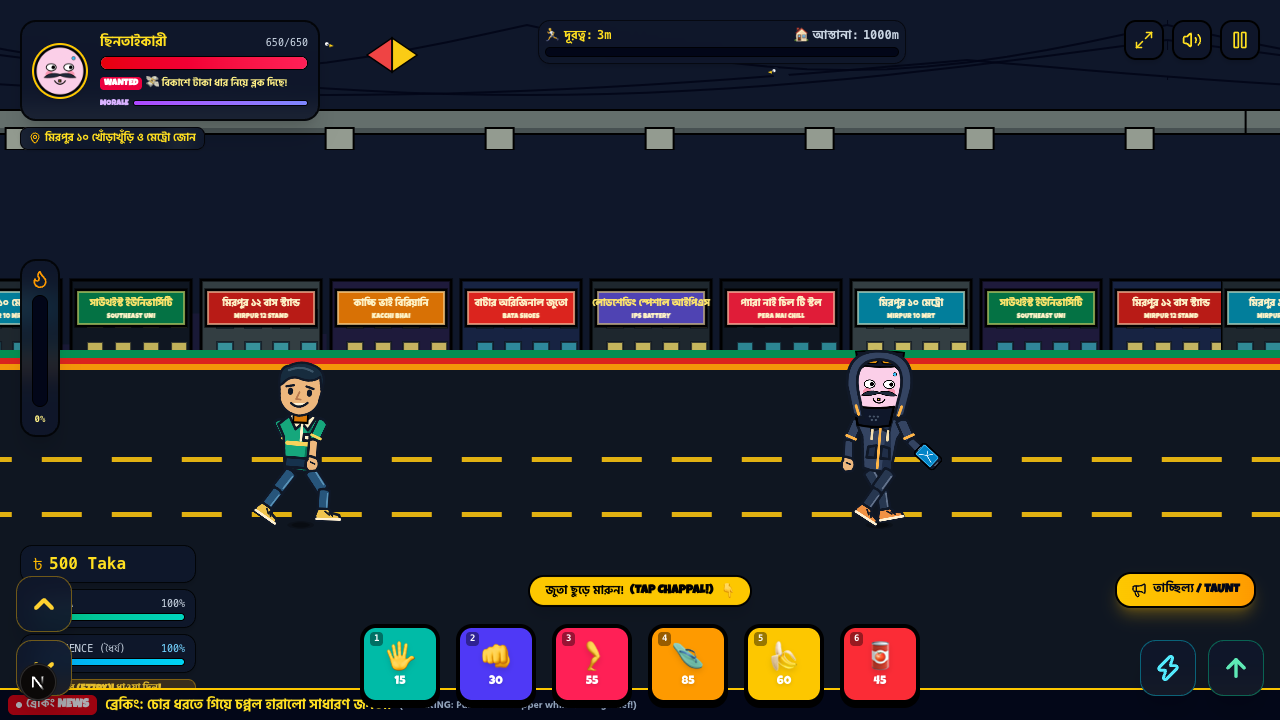 ছিনতাইকারী
650/650
WANTED 💸 বিকাশে টাকা ধার নিয়ে ব্লক দিছে!
MORALE
🏃 দূরত্ব: 3m
🏠 আস্তানা: 1000m
মিরপুর ১০ খোঁড়াখুঁড়ি ও মেট্রো জোন
0%
সাউথইস্ট ইউনিভার্সিটি
SOUTHEAST UNI
মিরপুর ১২ বাস স্ট্যান্ড
MIRPUR 12 STAND
কাচ্চি ভাই বিরিয়ানি
KACCHI BHAI
বাটার অরিজিনাল জুতো
BATA SHOES
লোডশেডিং স্পেশাল আইপিএস
IPS BATTERY
প্যারা নাই চিল টি স্টল
PERA NAI CHILL
মিরপুর ১০ মেট্রো
MIRPUR 10 MRT
সাউথইস্ট ইউনিভার্সিটি
SOUTHEAST UNI
মিরপুর ১২ বাস স্ট্যান্ড
MIRPUR 12 STAND
৳ 500 Taka
100%
ENCE (ধৈর্য) 100%
জুতা ছুড়ে মারুন! (TAP CHAPPAL!) 👇
তাচ্ছিল্য / TAUNT
1
15
2
30
3
55
4
85
5
60
6
45
N
ব্রেকিং NEWS
ব্রেকিং: চোর ধরতে গিয়ে চপ্পল হারালো সাধারণ